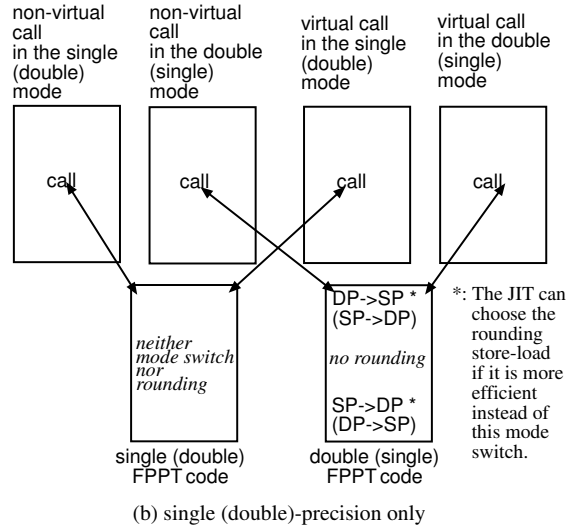 non-virtual
call
in the single
(double)
mode
non-virtual
call
in the double
(single)
mode
virtual call
in the single
(double)
mode
virtual call
in the double
(single)
mode
call
call
call
call
neither
mode switch
nor
rounding
single (double)
FPPT code
DP->SP *
(SP->DP)
no rounding
SP->DP *
(DP->SP)
double (single)
FPPT code
*: The JIT can
choose the
rounding
store-load
if it is more
efficient
instead of
this mode
switch.
(b) single (double)-precision only